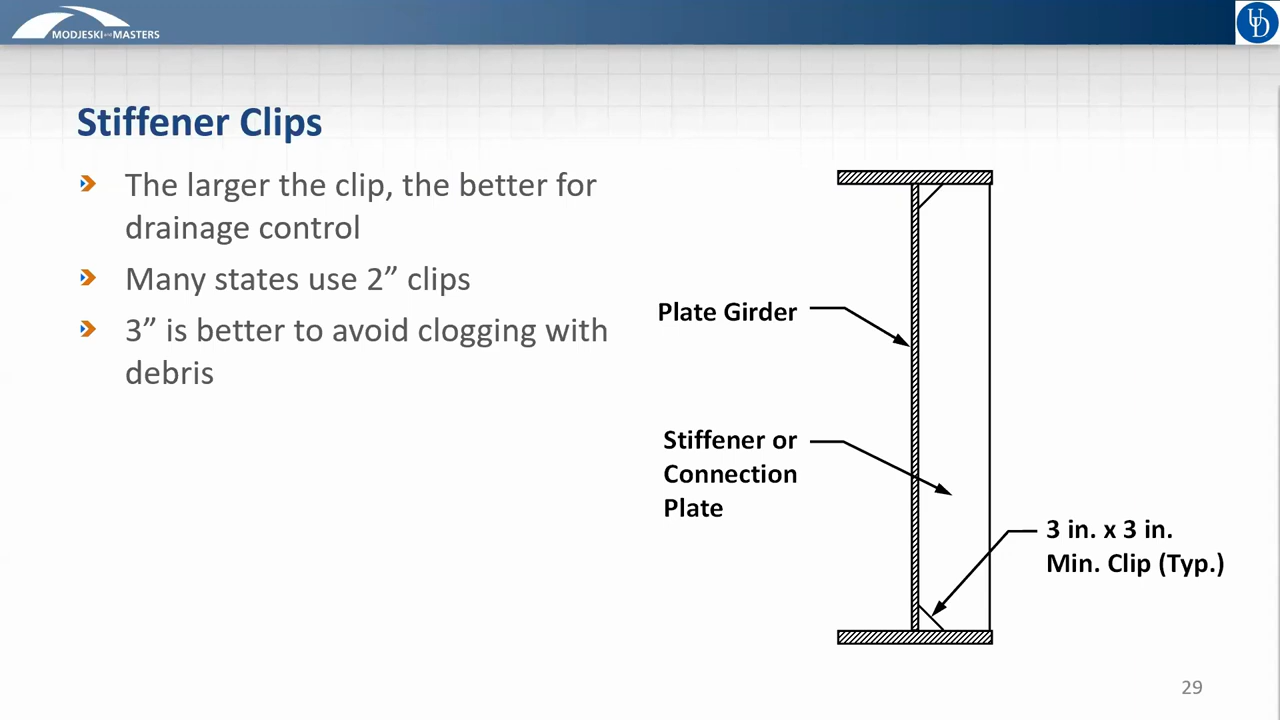 MODJESKI and MASTERS
UD
Stiffener Clips
The larger the clip, the better for
drainage control
Many states use 2” clips
3” is better to avoid clogging with
debris
Plate Girder
Stiffener or
Connection
Plate
3 in. x 3 in.
Min. Clip (Typ.)
29